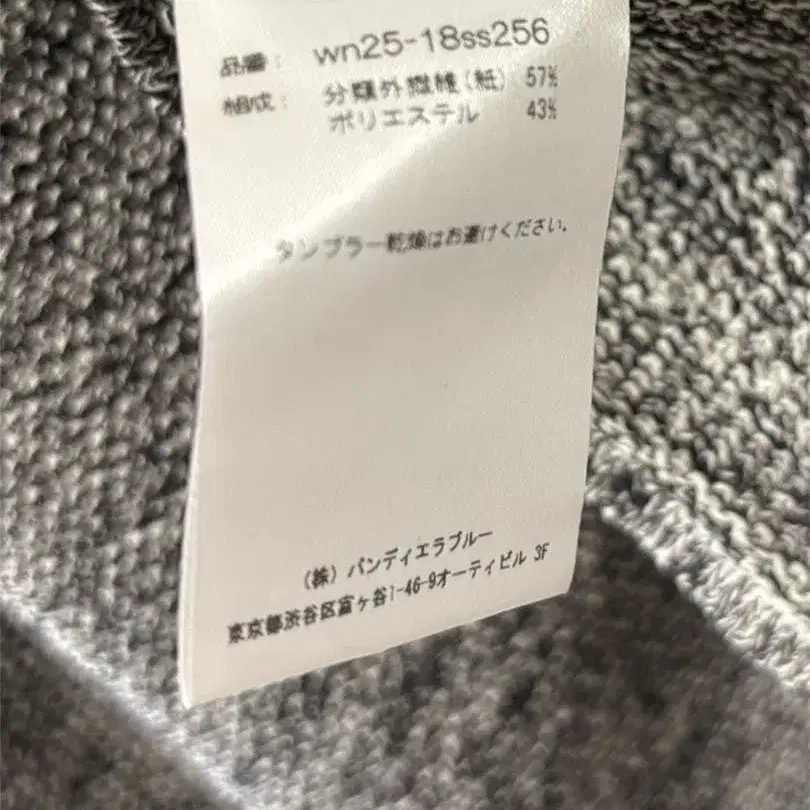 品番： wn25-18ss256
組成： 分類外繊維(紙) 57%
ポリエステル 43%
タンブラー乾燥はお避けください。
(株) バンディエラブルー
東京都渋谷区富ヶ谷1-46-9オーティビル 3F